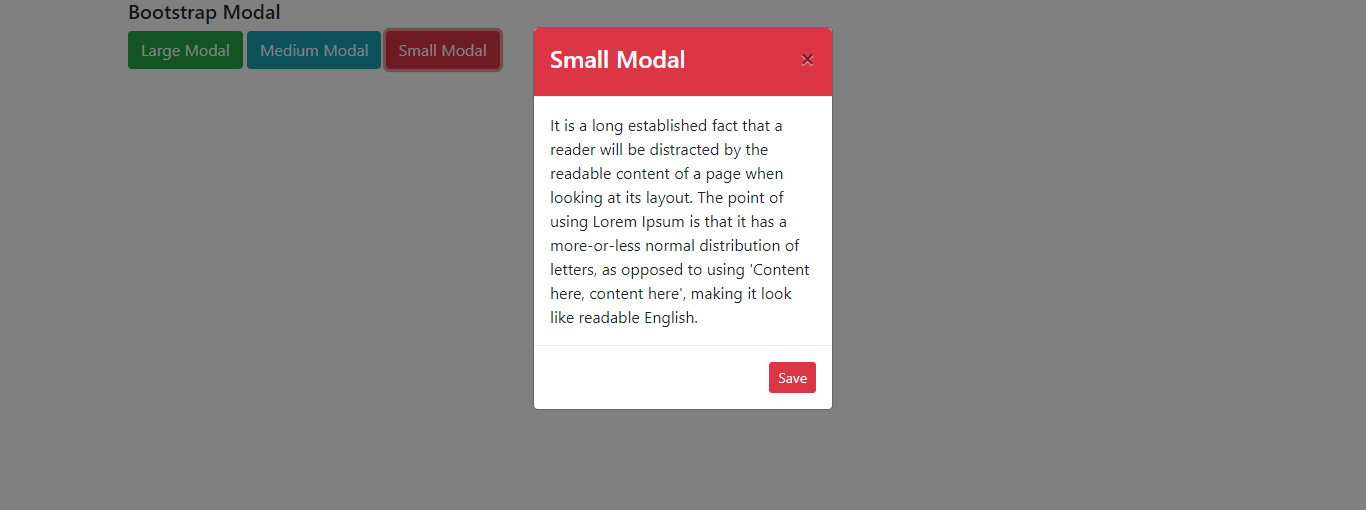 Bootstrap Modal
Large Modal Medium Modal Small Modal
Small Modal ×
It is a long established fact that a
reader will be distracted by the
readable content of a page when
looking at its layout. The point of
using Lorem Ipsum is that it has a
more-or-less normal distribution of
letters, as opposed to using 'Content
here, content here', making it look
like readable English.
Save